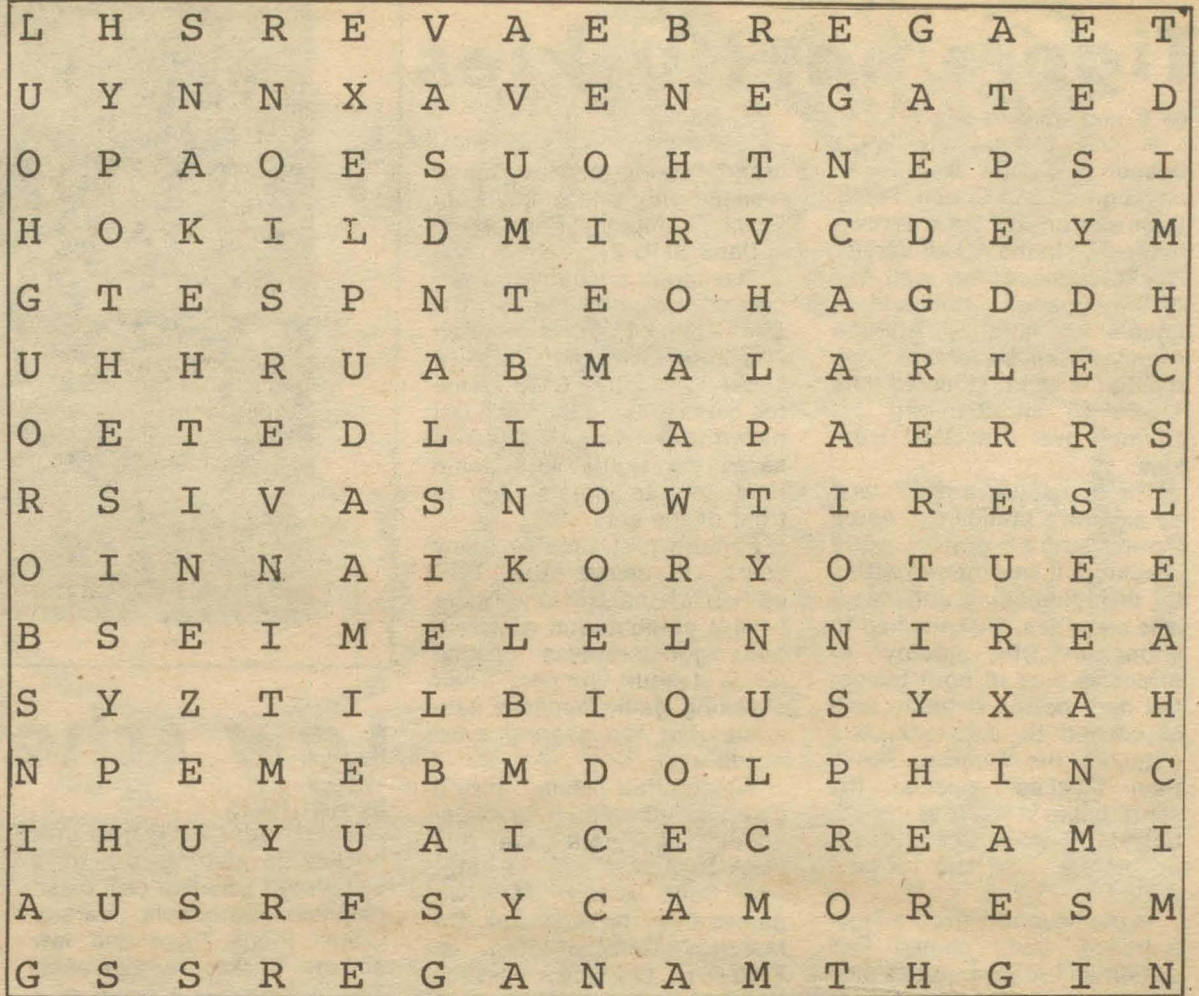 L H S R E V A E B R E G A E T
U Y N N X A V E N E G A T E D
O P A O E S U O H T N E P S I
H O K I L D M I R V C D E Y M
G T E S P N T E O H A G D D H
U H H R U A B M A L A R L E C
O E T E D L I I A P A E R R S
R S I V A S N O W T I R E S L
O I N N A I K O R Y O T U E E
B S E I M E L E L N N I R E A
S Y Z T I L B I O U S Y X A H
N P E M E B M D O L P H I N C
I H U Y U A I C E C R E A M I
A U S R F S Y C A M O R E S M
G S S R E G A N A M T H G I N